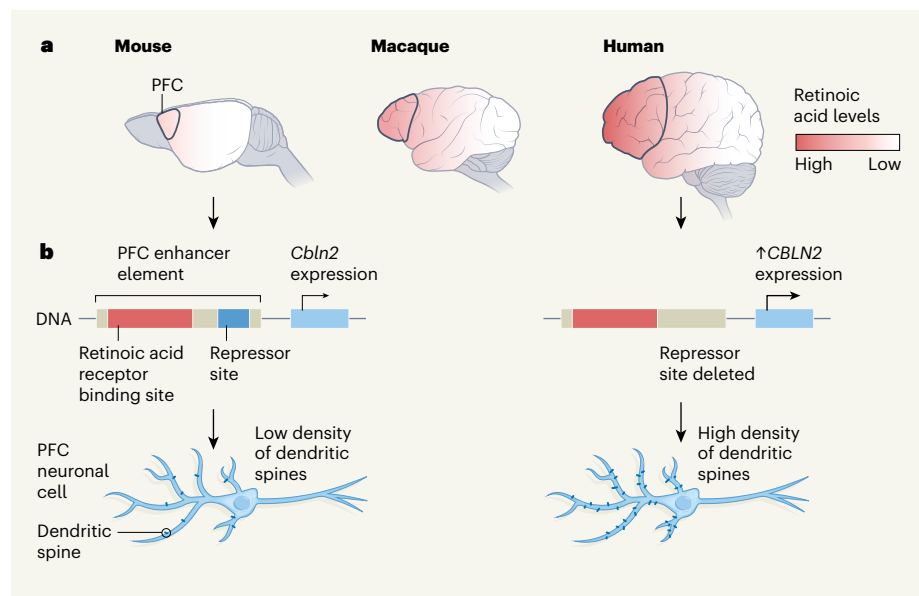 a
Mouse
Macaque
Human
PFC
Retinoic
acid levels
High
Low
b
PFC enhancer
element
Cbln2
expression
↑CBLN2
expression
DNA
Retinoic acid
receptor
binding site
Repressor
site
Repressor
site deleted
PFC
neuronal
cell
Low density
of dendritic
spines
High density
of dendritic
spines
Dendritic
spine